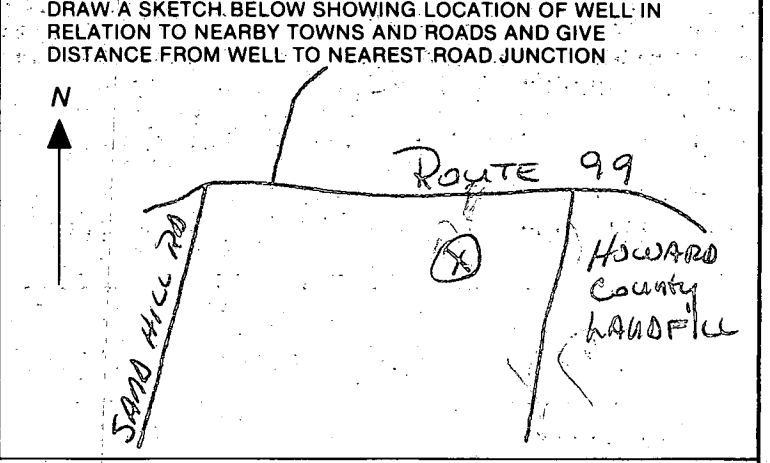 DRAW A SKETCH BELOW SHOWING LOCATION OF WELL IN
RELATION TO NEARBY TOWNS AND ROADS AND GIVE
DISTANCE FROM WELL TO NEAREST ROAD JUNCTION
N
ROUTE 99
X
HOWARD
County
LANDFILL
SAND HILL RD